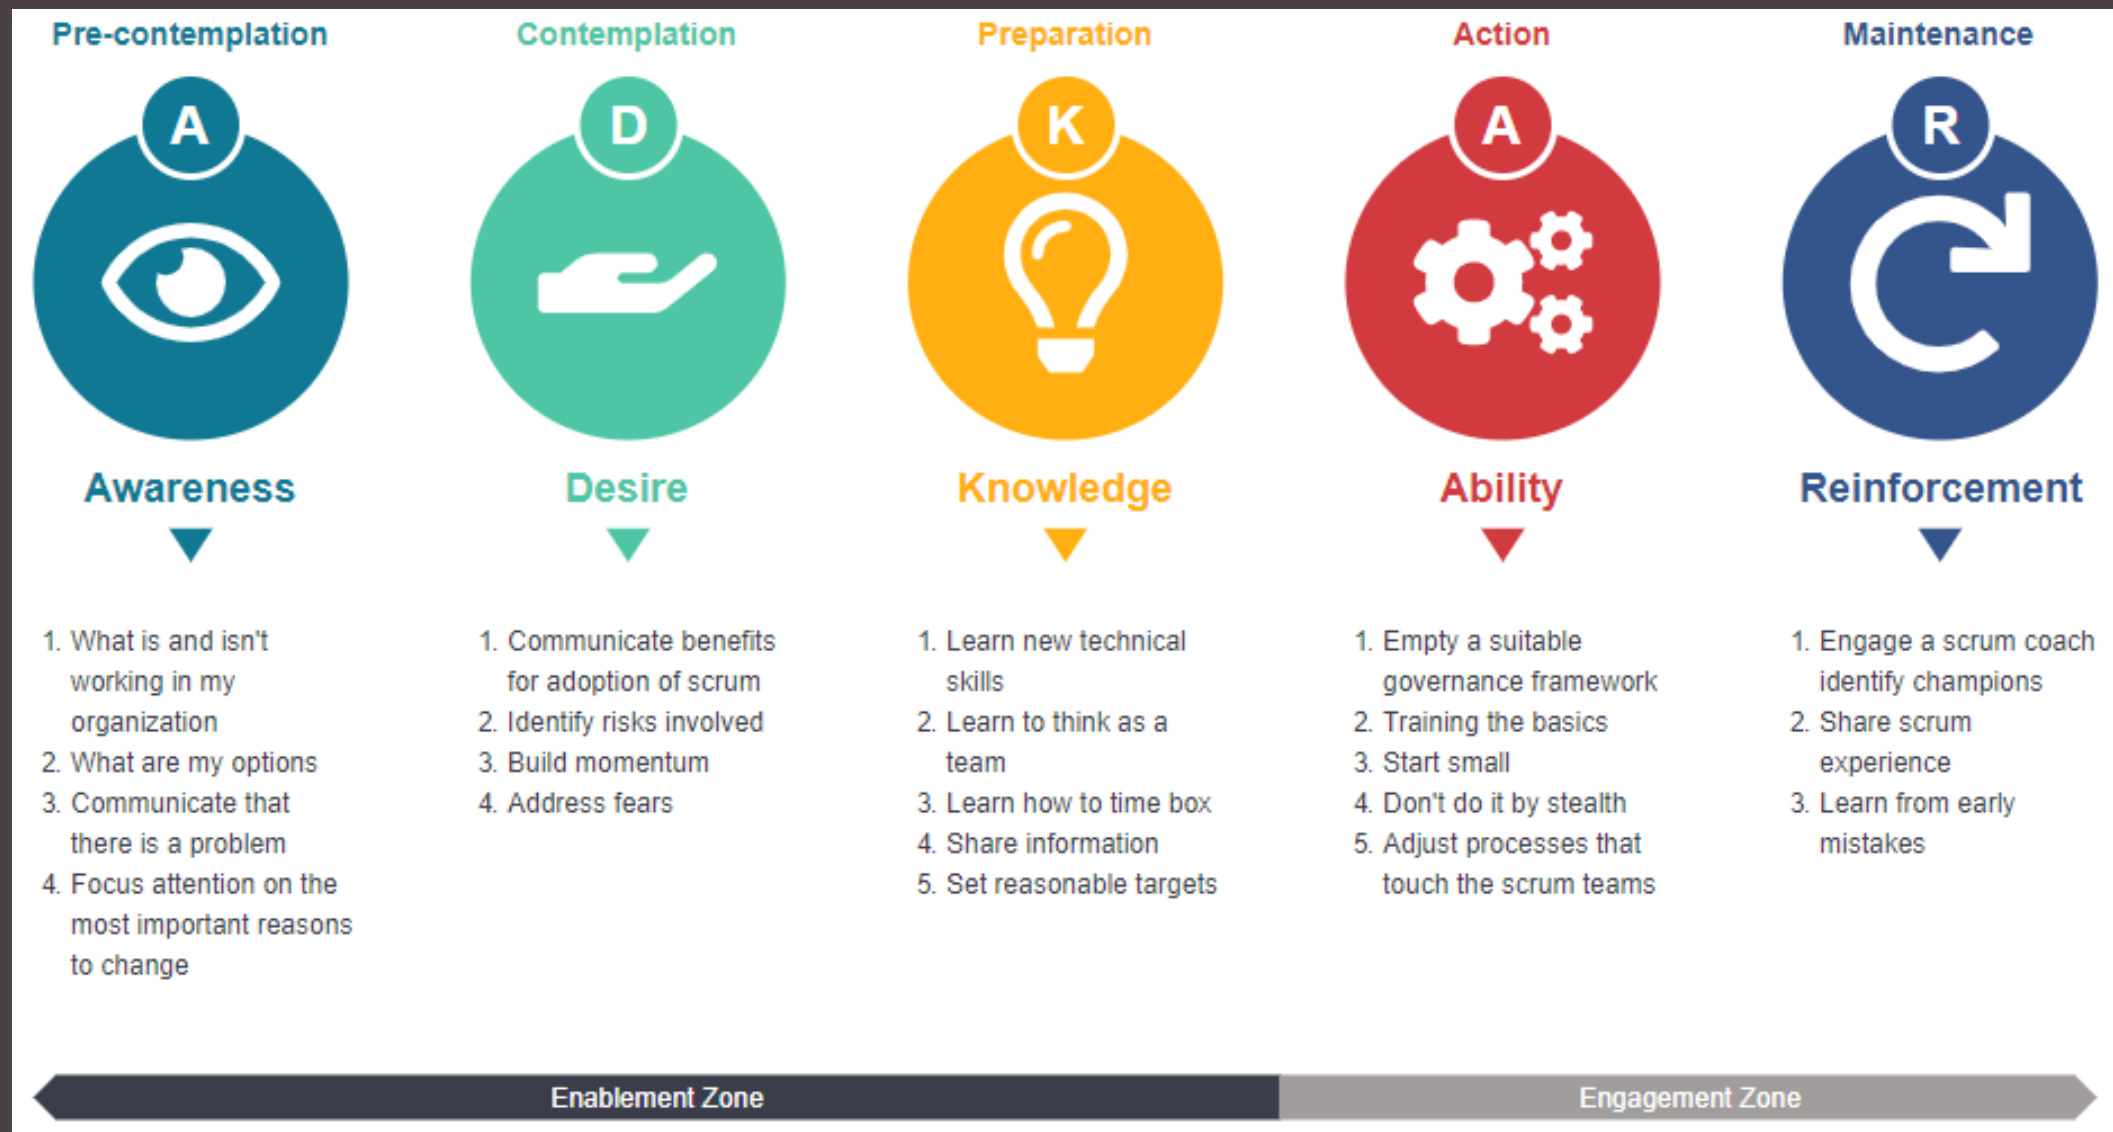 Pre-contemplation
A
Awareness
1. What is and isn't
working in my
organization
2. What are my options
3. Communicate that
there is a problem
4. Focus attention on the
most important reasons
to change
Contemplation
D
Desire
1. Communicate benefits
for adoption of scrum
2. Identify risks involved
3. Build momentum
4. Address fears
Preparation
K
Knowledge
1. Learn new technical
skills
2. Learn to think as a
team
3. Learn how to time box
4. Share information
5. Set reasonable targets
Action
A
Ability
1. Empty a suitable
governance framework
2. Training the basics
3. Start small
4. Don't do it by stealth
5. Adjust processes that
touch the scrum teams
Maintenance
R
Reinforcement
1. Engage a scrum coach
identify champions
2. Share scrum
experience
3. Learn from early
mistakes
Enablement Zone
Engagement Zone